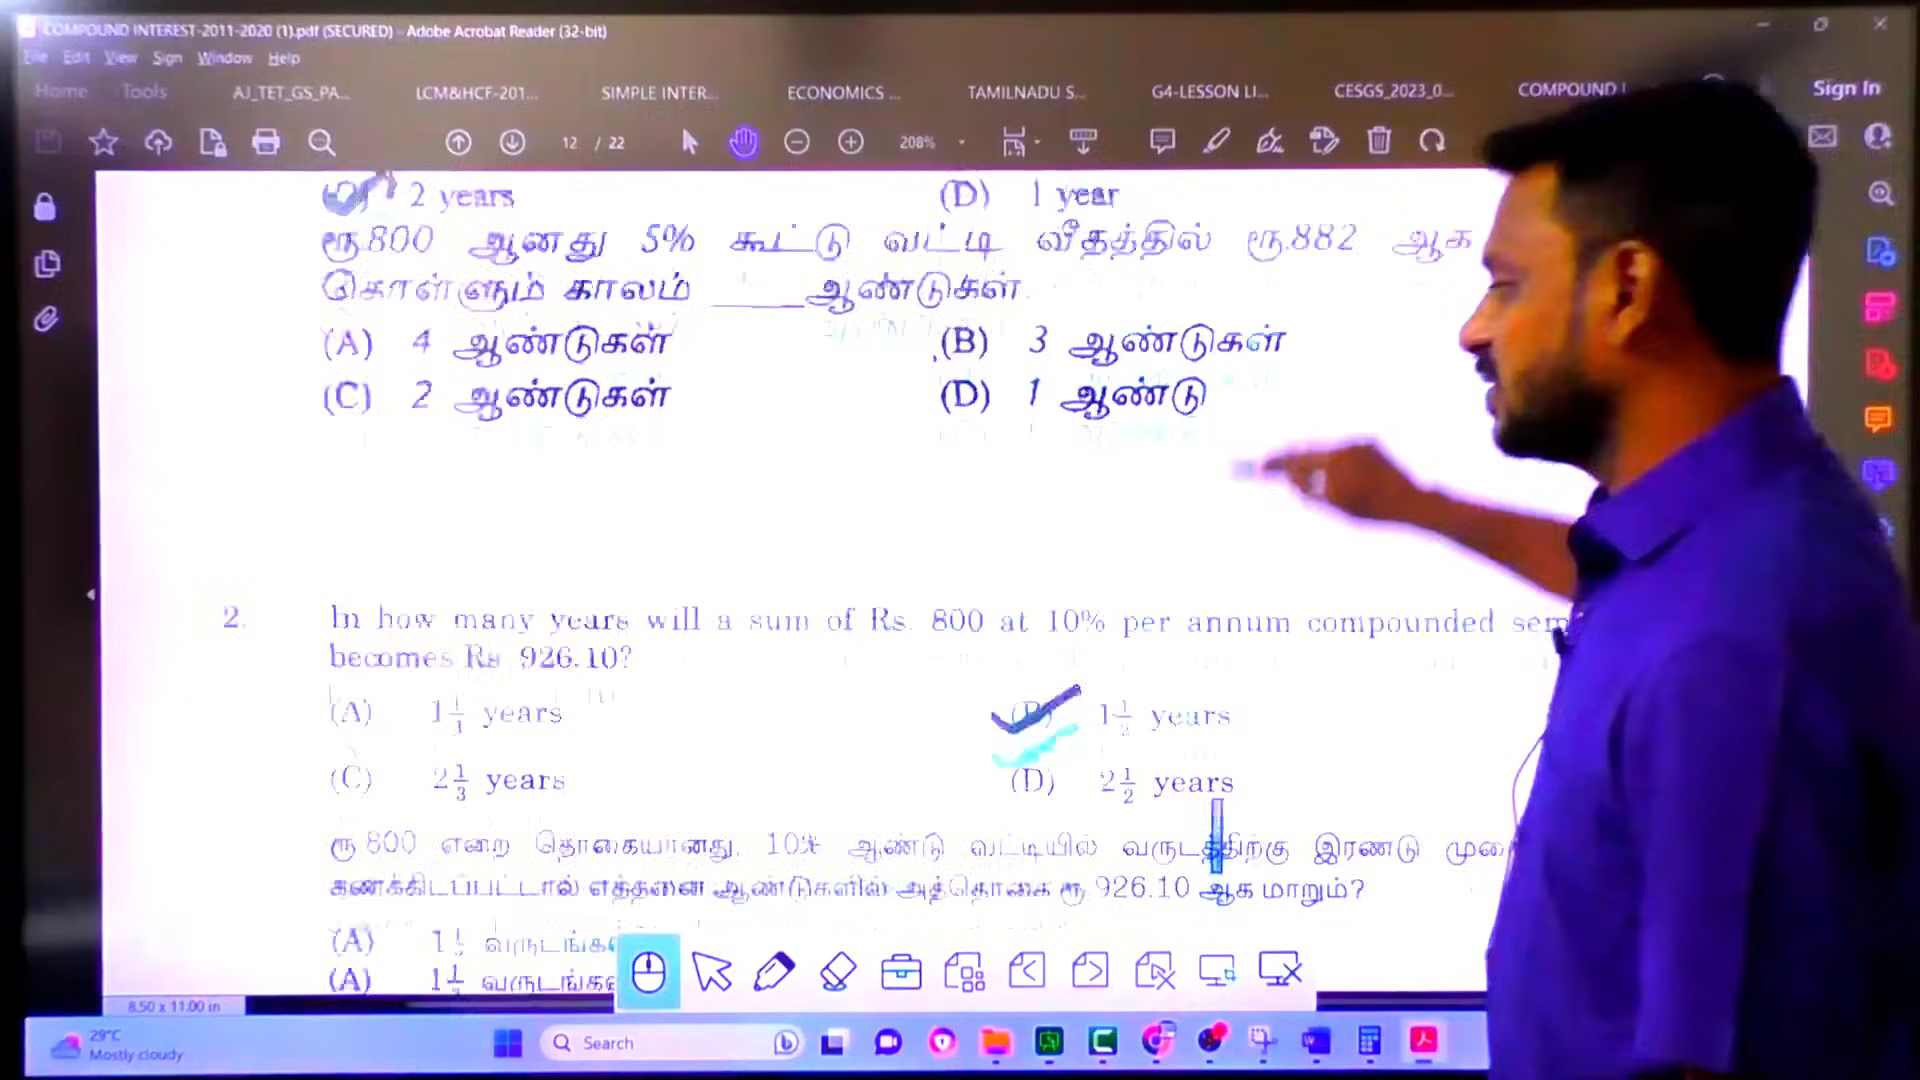 COMPOUND INTEREST-2011-2020 (1).pdf (SECURED) - Adobe Acrobat Reader (32-bit)
File Edit View Sign Window Help
Home Tools AJ_TET_GS_PA... LCM&HCF-201... SIMPLE INTER... ECONOMICS ... TAMILNADU S... G4-LESSON LI... CESGS_2023_0... COMPOUND I Sign In
12 / 22 208%
2 years (D) 1 year
ரூ.800 ஆனது 5% கூட்டு வட்டி வீதத்தில் ரூ.882 ஆக
கொள்ளும் காலம் ____ ஆண்டுகள்.
(A) 4 ஆண்டுகள் (B) 3 ஆண்டுகள்
(C) 2 ஆண்டுகள் (D) 1 ஆண்டு
2. In how many years will a sum of Rs. 800 at 10% per annum compounded sem
becomes Rs 926.10?
(A) years (B) 1 1/2 years
(C) 2 1/3 years (D) 2 1/2 years
ரூ 800 என்ற தொகையானது, 10% ஆண்டு வட்டியில் வருடத்திற்கு இரண்டு முறை
கணக்கிடப்பட்டால் எத்தனை ஆண்டுகளில் அத்தொகை ரூ 926.10 ஆக மாறும்?
(A)
(A)
8.50 x 11.00 in
29°C
Mostly cloudy
Search